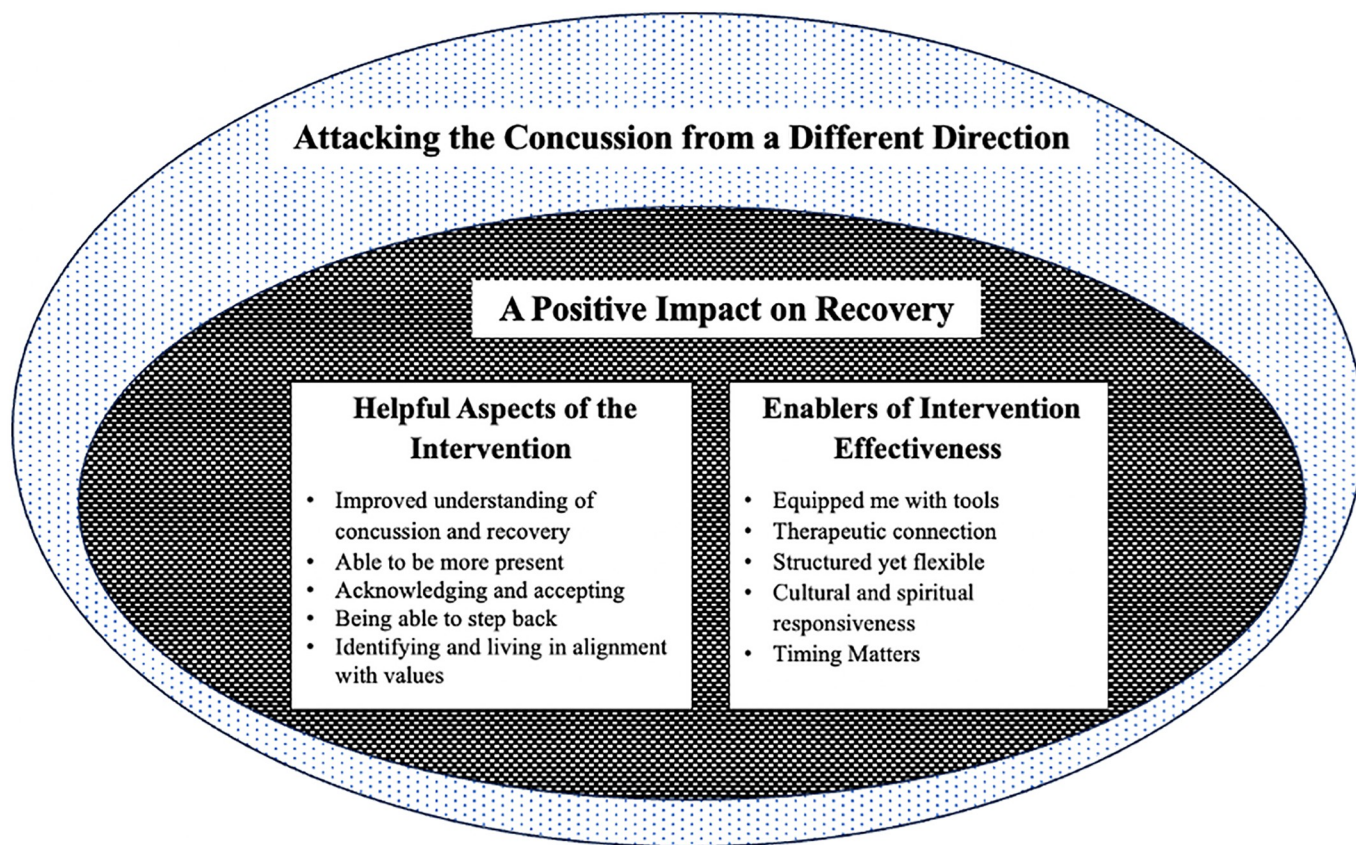 Attacking the Concussion from a Different Direction
A Positive Impact on Recovery
Helpful Aspects of the
Intervention
• Improved understanding of
concussion and recovery
• Able to be more present
• Acknowledging and accepting
• Being able to step back
• Identifying and living in alignment
with values
Enablers of Intervention
Effectiveness
• Equipped me with tools
• Therapeutic connection
• Structured yet flexible
• Cultural and spiritual
responsiveness
• Timing Matters